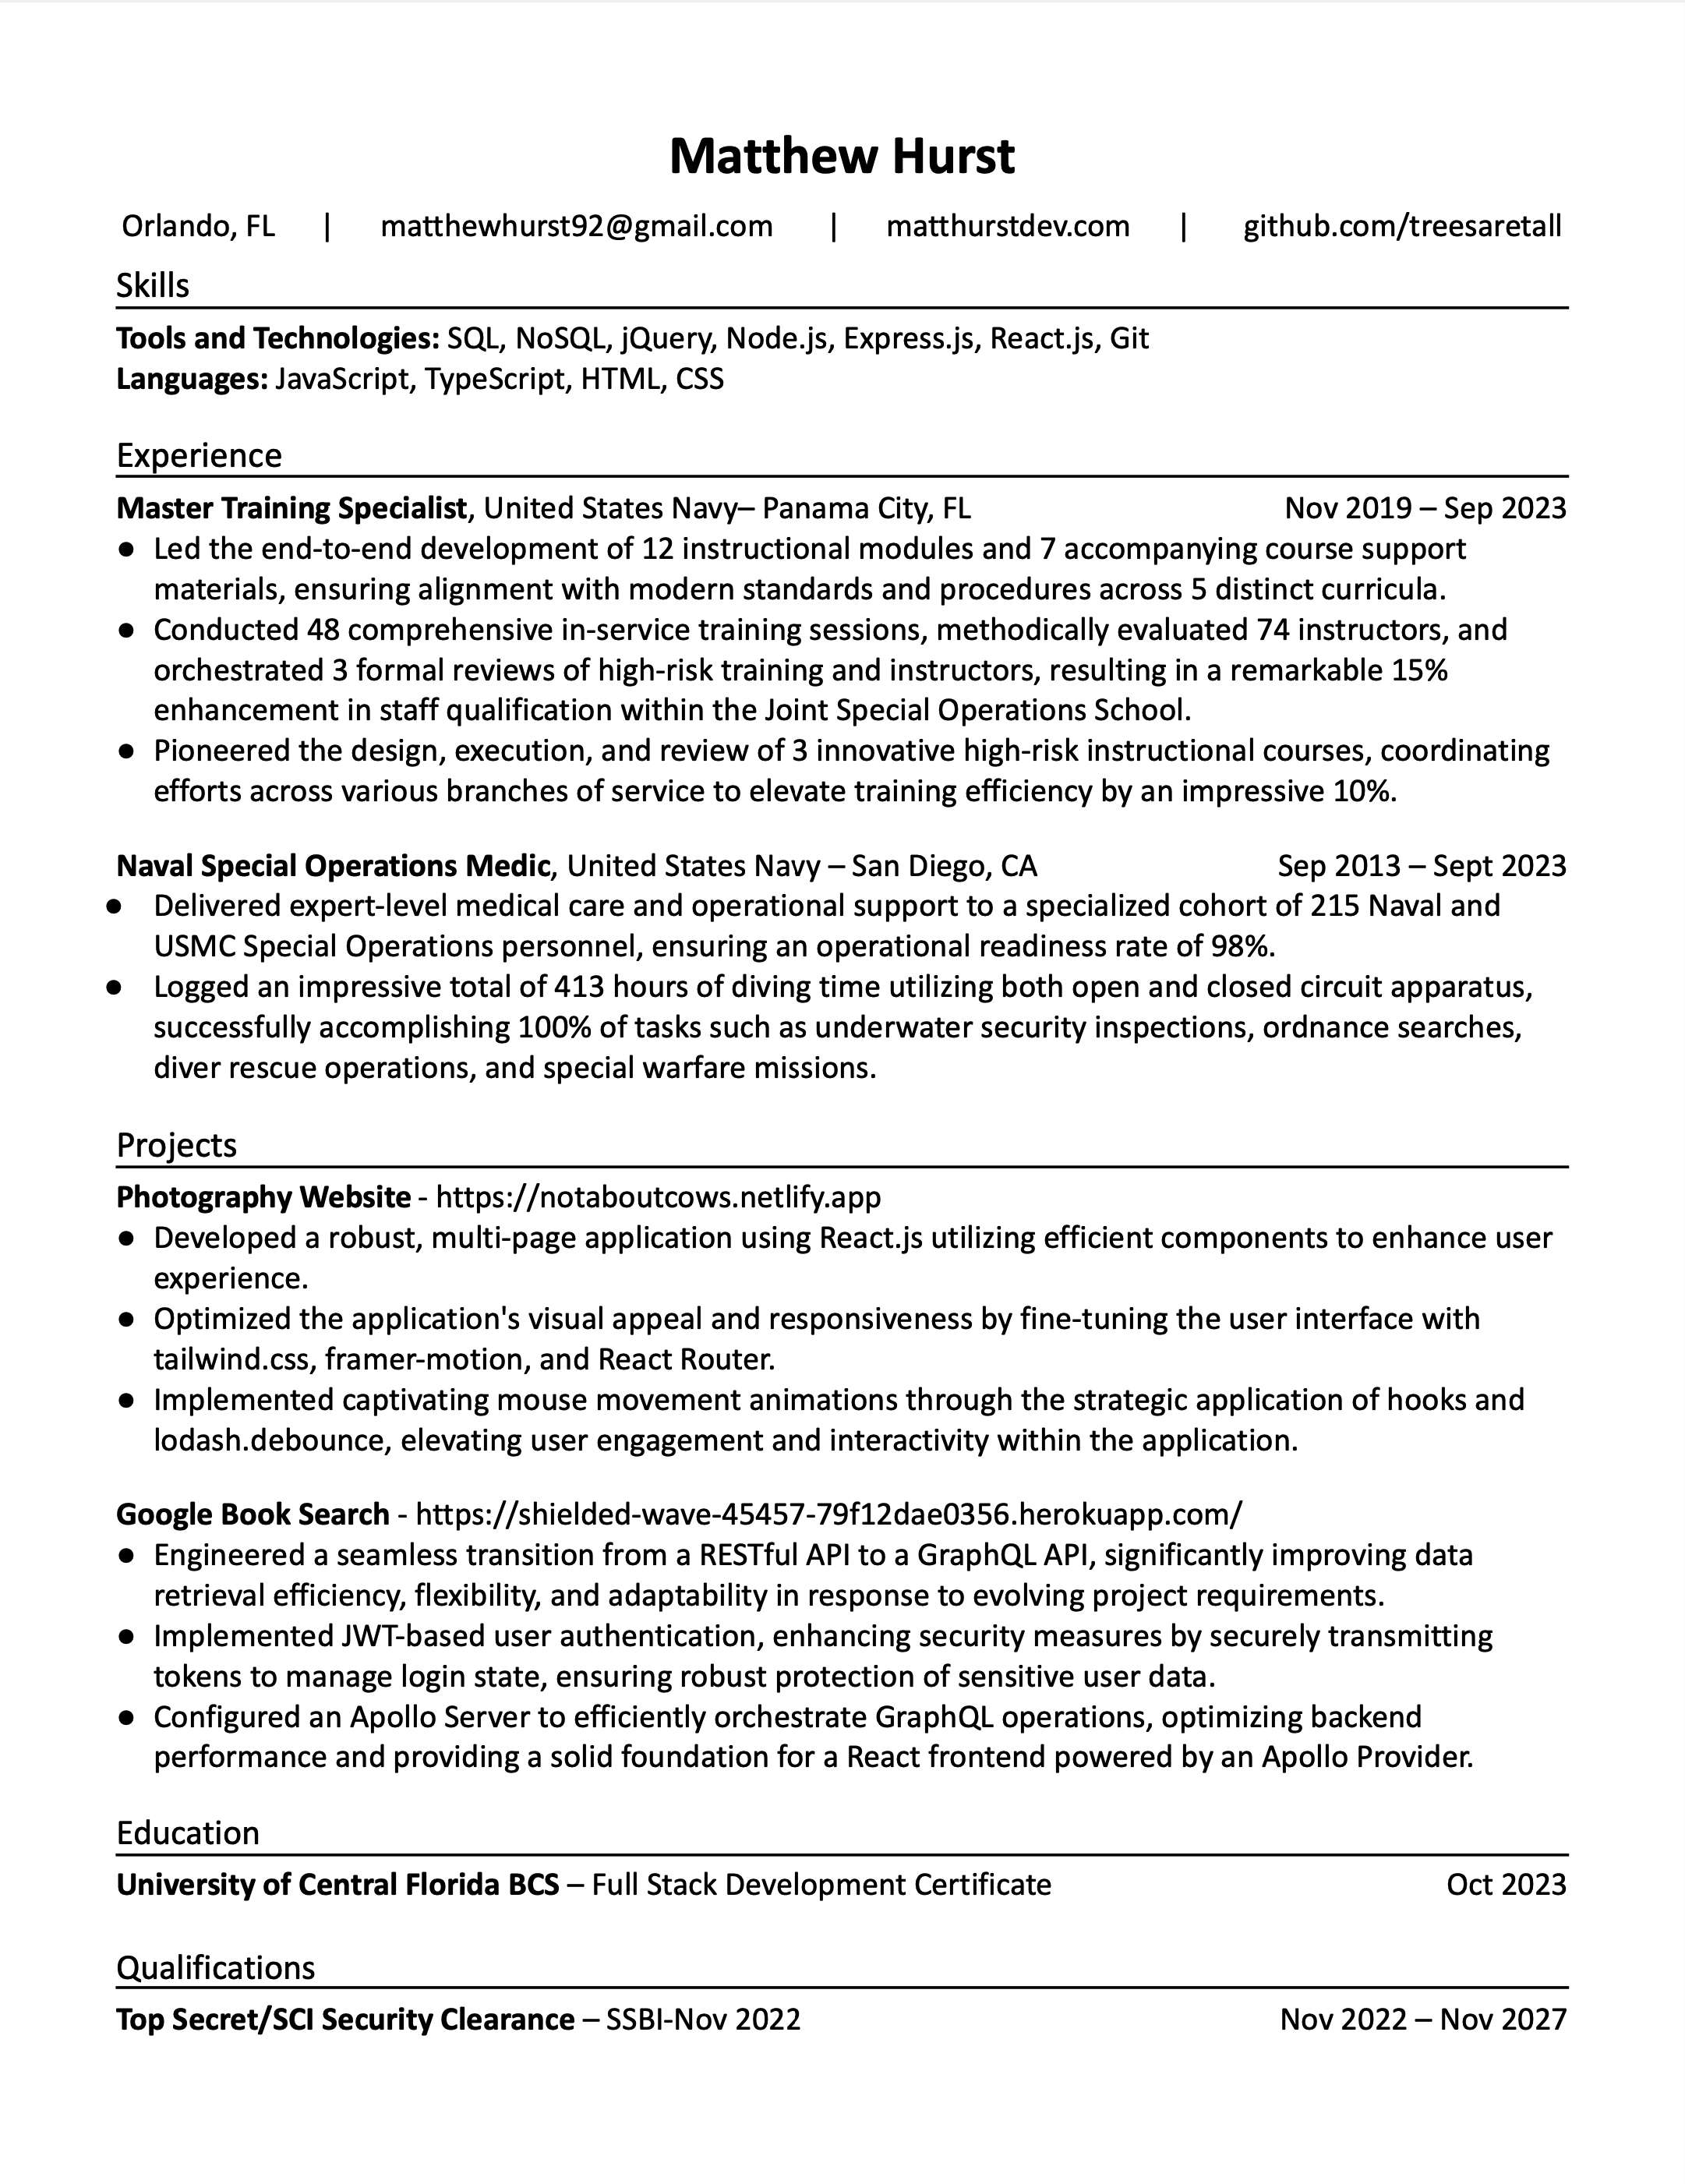 Matthew Hurst
Orlando, FL | matthewhurst92@gmail.com | matthurstdev.com | github.com/treesaretall
Skills
Tools and Technologies: SQL, NoSQL, jQuery, Node.js, Express.js, React.js, Git
Languages: JavaScript, TypeScript, HTML, CSS
Experience
Master Training Specialist, United States Navy– Panama City, FL Nov 2019 – Sep 2023
● Led the end-to-end development of 12 instructional modules and 7 accompanying course support
materials, ensuring alignment with modern standards and procedures across 5 distinct curricula.
● Conducted 48 comprehensive in-service training sessions, methodically evaluated 74 instructors, and
orchestrated 3 formal reviews of high-risk training and instructors, resulting in a remarkable 15%
enhancement in staff qualification within the Joint Special Operations School.
● Pioneered the design, execution, and review of 3 innovative high-risk instructional courses, coordinating
efforts across various branches of service to elevate training efficiency by an impressive 10%.
Naval Special Operations Medic, United States Navy – San Diego, CA Sep 2013 – Sept 2023
● Delivered expert-level medical care and operational support to a specialized cohort of 215 Naval and
USMC Special Operations personnel, ensuring an operational readiness rate of 98%.
● Logged an impressive total of 413 hours of diving time utilizing both open and closed circuit apparatus,
successfully accomplishing 100% of tasks such as underwater security inspections, ordnance searches,
diver rescue operations, and special warfare missions.
Projects
Photography Website - https://notaboutcows.netlify.app
● Developed a robust, multi-page application using React.js utilizing efficient components to enhance user
experience.
● Optimized the application's visual appeal and responsiveness by fine-tuning the user interface with
tailwind.css, framer-motion, and React Router.
● Implemented captivating mouse movement animations through the strategic application of hooks and
lodash.debounce, elevating user engagement and interactivity within the application.
Google Book Search - https://shielded-wave-45457-79f12dae0356.herokuapp.com/
● Engineered a seamless transition from a RESTful API to a GraphQL API, significantly improving data
retrieval efficiency, flexibility, and adaptability in response to evolving project requirements.
● Implemented JWT-based user authentication, enhancing security measures by securely transmitting
tokens to manage login state, ensuring robust protection of sensitive user data.
● Configured an Apollo Server to efficiently orchestrate GraphQL operations, optimizing backend
performance and providing a solid foundation for a React frontend powered by an Apollo Provider.
Education
University of Central Florida BCS – Full Stack Development Certificate Oct 2023
Qualifications
Top Secret/SCI Security Clearance – SSBI-Nov 2022 Nov 2022 – Nov 2027